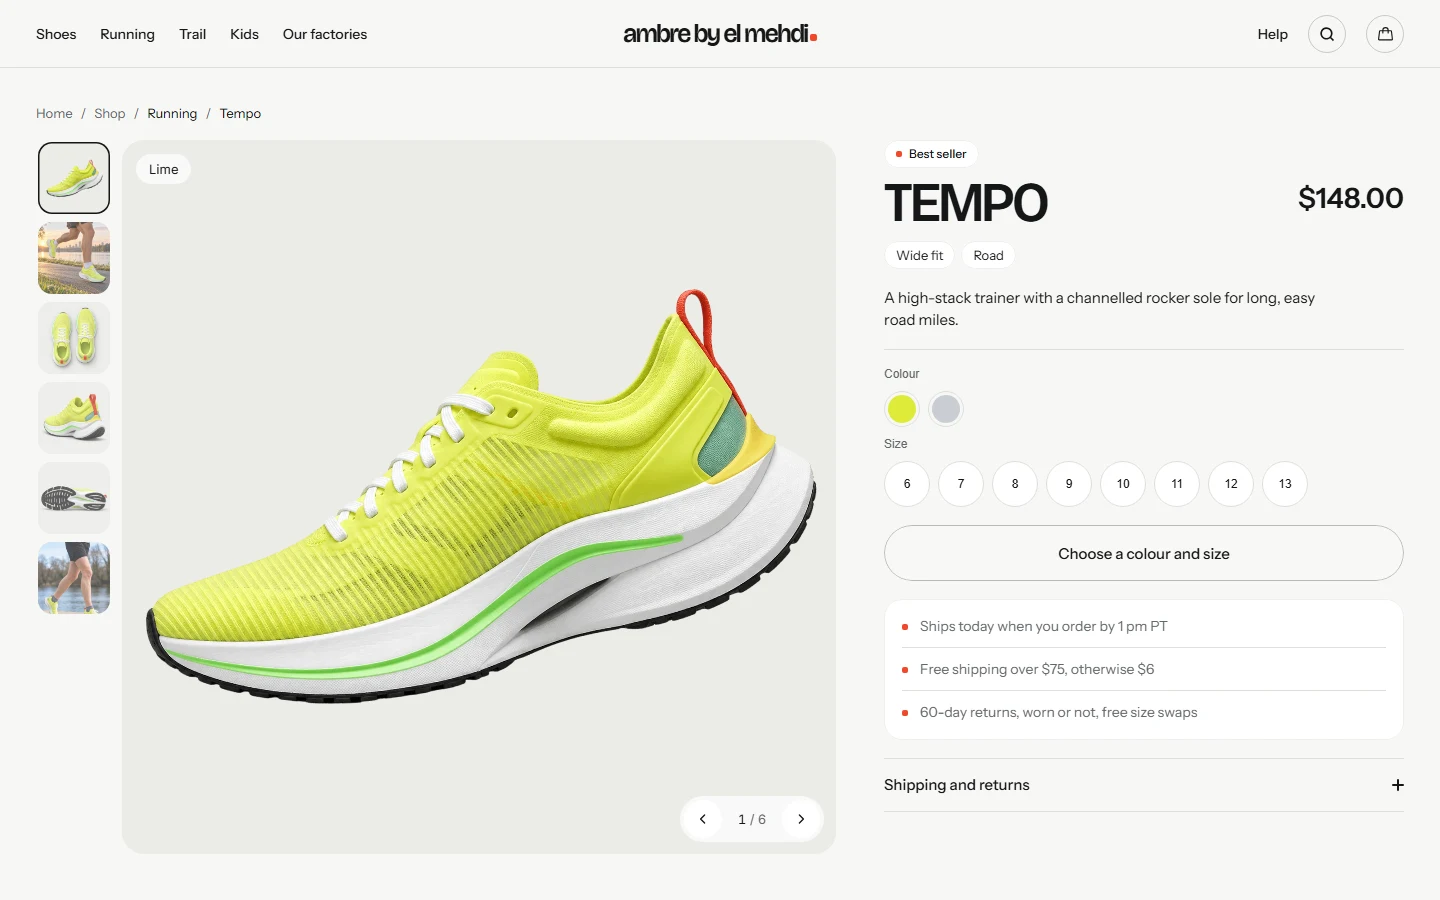 Shoes Running Trail Kids Our factories
ambre by el mehdi.
Help
Home / Shop / Running / Tempo
Lime
1 / 6
Best seller
TEMPO
$148.00
Wide fit Road
A high-stack trainer with a channelled rocker sole for long, easy
road miles.
Colour
Size
6 7 8 9 10 11 12 13
Choose a colour and size
Ships today when you order by 1 pm PT
Free shipping over $75, otherwise $6
60-day returns, worn or not, free size swaps
Shipping and returns